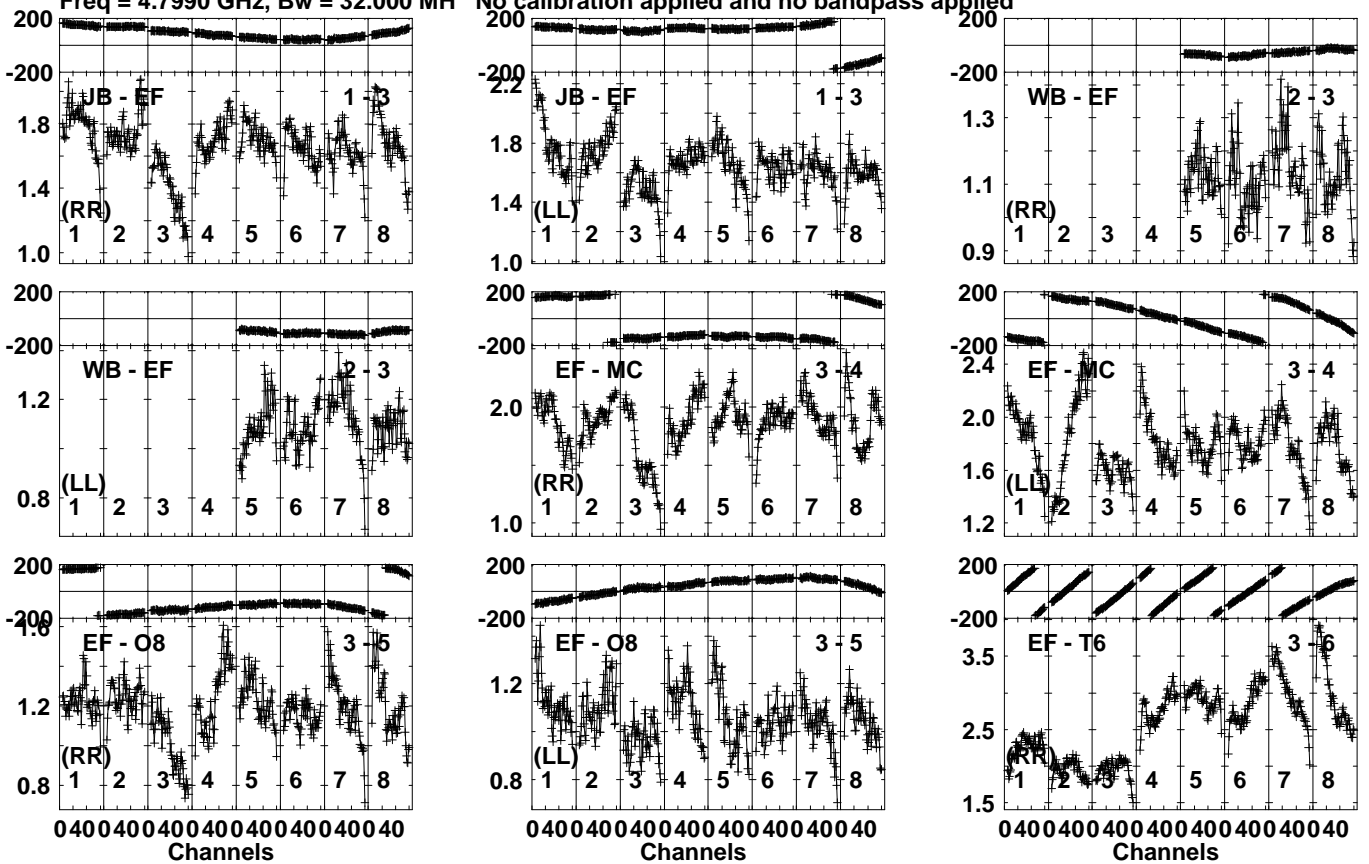 Freq = 4.7990 GHz, Bw = 32.000 MH No calibration applied and no bandpass applied
200
-200
JB - EF 1 - 3
1.8
1.4
1.0
(RR)
1 2 3 4 5 6 7 8
200
-200
2.2
JB - EF 1 - 3
1.8
1.4
1.0
(LL)
1 2 3 4 5 6 7 8
200
-200
WB - EF 2 - 3
1.3
1.1
0.9
(RR)
1 2 3 4 5 6 7 8
200
-200
WB - EF 2 - 3
1.2
0.8
(LL)
1 2 3 4 5 6 7 8
200
-200
EF - MC 3 - 4
2.0
1.0
(RR)
1 2 3 4 5 6 7 8
200
-200
EF - MC 3 - 4
2.4
2.0
1.6
1.2
(LL)
1 2 3 4 5 6 7 8
200
-200
1.6
EF - O8 3 - 5
1.2
0.8
(RR)
1 2 3 4 5 6 7 8
200
-200
EF - O8 3 - 5
1.2
0.8
(LL)
1 2 3 4 5 6 7 8
200
-200
EF - T6 3 - 6
3.5
2.5
1.5
(RR)
1 2 3 4 5 6 7 8
0 40 0 40 0 40 0 40 0 40 0 40 0 40 0 40
Channels
0 40 0 40 0 40 0 40 0 40 0 40 0 40 0 40
Channels
0 40 0 40 0 40 0 40 0 40 0 40 0 40 0 40
Channels